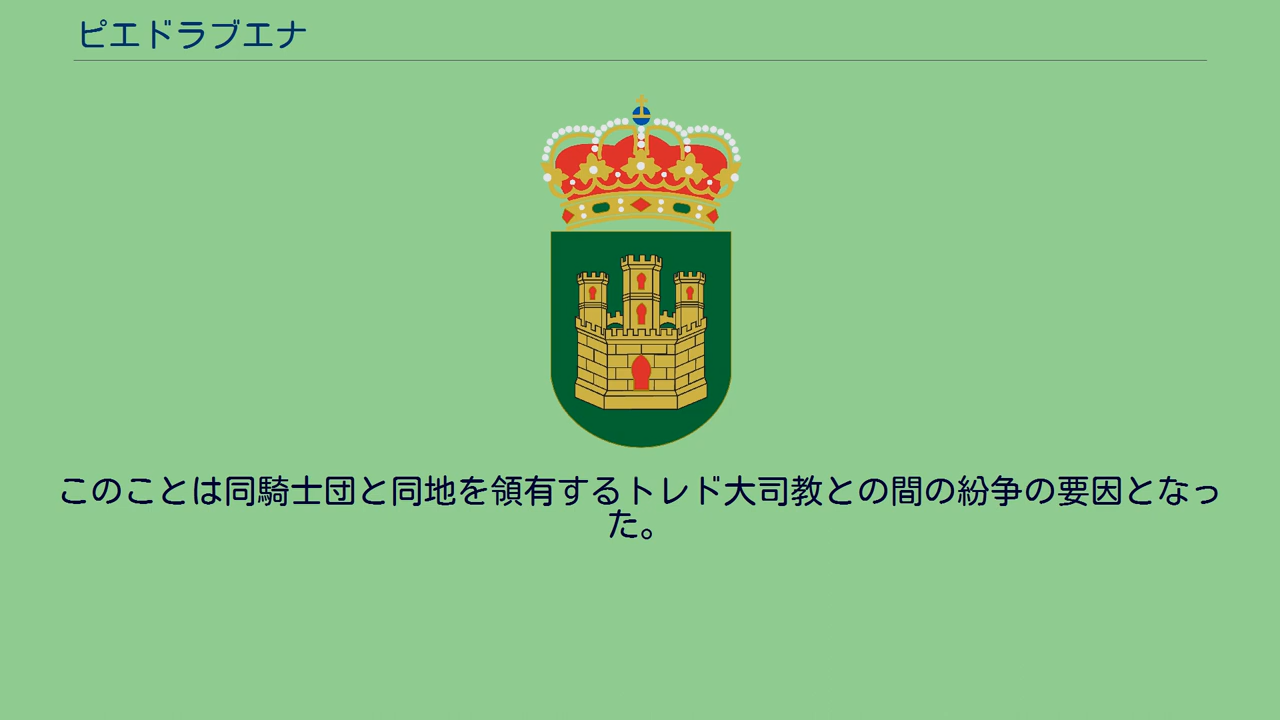 ピエドラブエナ
このことは同騎士団と同地を領有するトレド大司教との間の紛争の要因となっ
た。